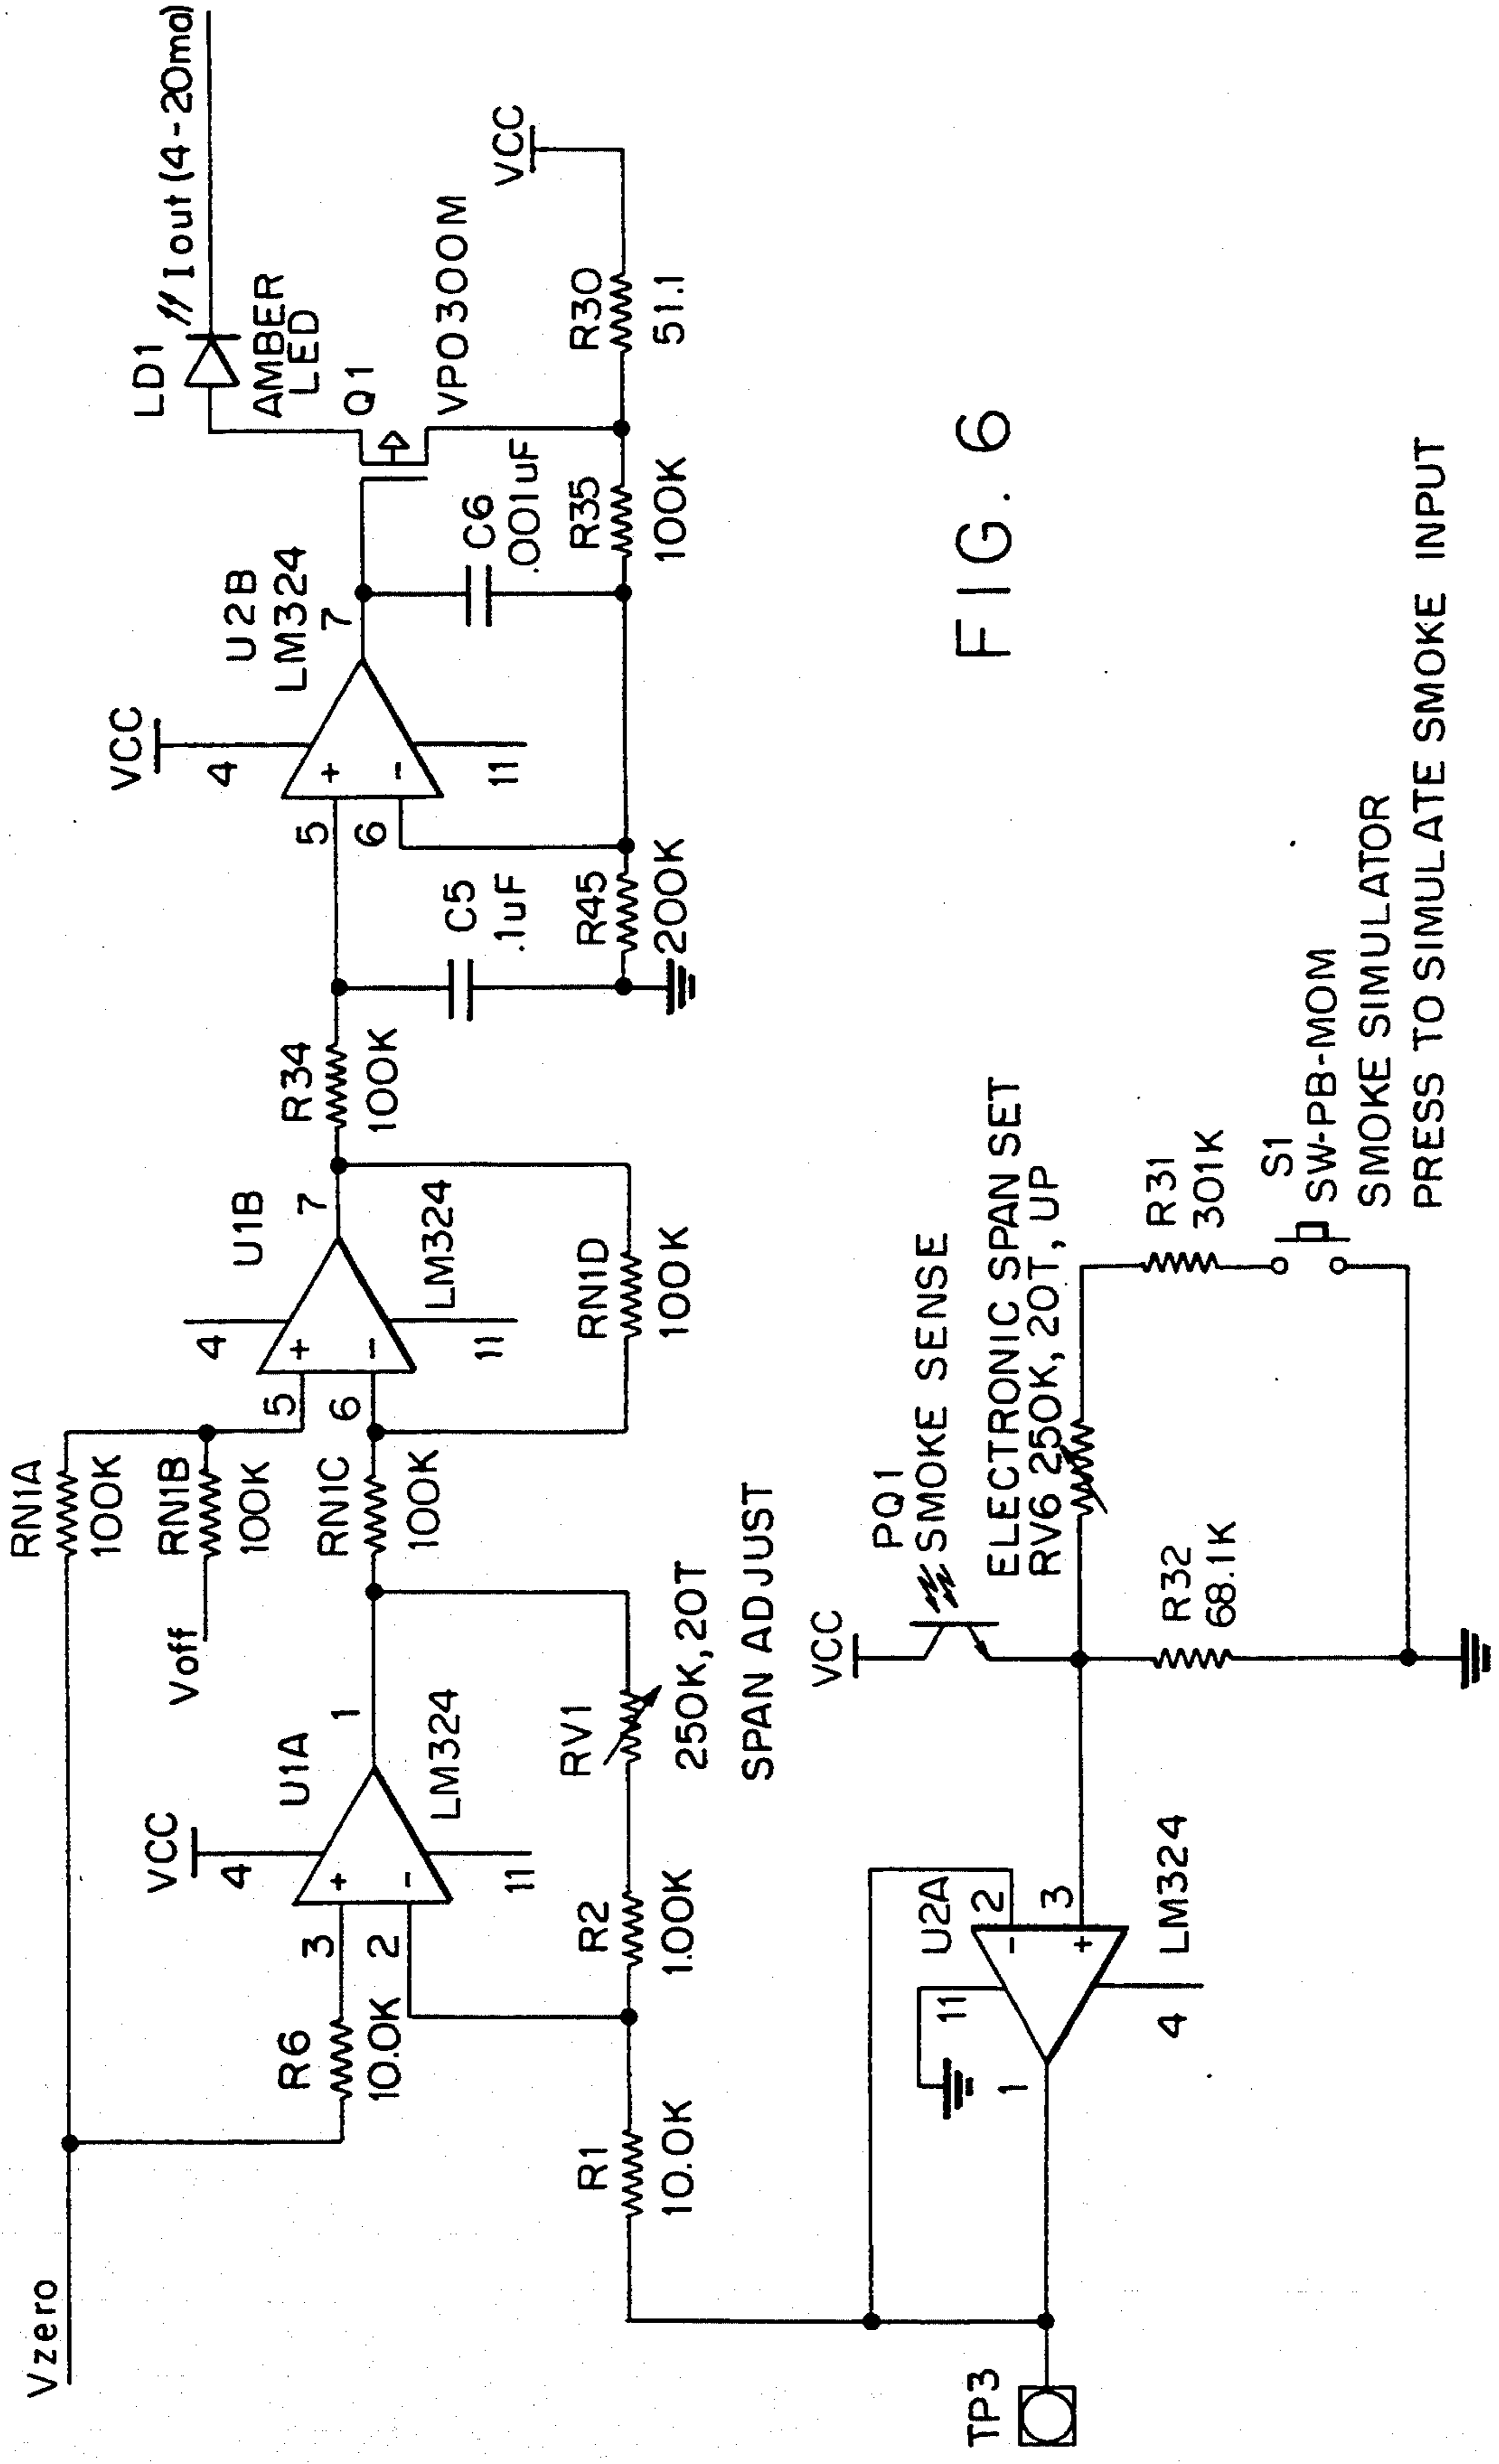 Vzero
RN1A
100K
RN1B
100K
Voff
RN1C
100K
R6
10.0K
VCC
4
3
2
+
-
U1A
1
LM324
11
R1
10.0K
R2
1.00K
RV1
250K, 20T
SPAN ADJUST
U1B
4
5
6
+
-
7
LM324
11
RN1D
100K
R34
100K
C5
.1uF
R45
200K
VCC
4
5
6
+
-
U2B
LM324
7
11
C6
.001uF
R35
100K
LD1
AMBER
LED
Iout (4-20ma)
Q1
VP0300M
R30
51.1
VCC
TP3
U2A
11
2
3
-
+
1
4
LM324
VCC
PQ1
SMOKE SENSE
ELECTRONIC SPAN SET
RV6 250K, 20T, UP
R32
68.1K
R31
301K
S1
SW-PB-MOM
SMOKE SIMULATOR
PRESS TO SIMULATE SMOKE INPUT
FIG. 6